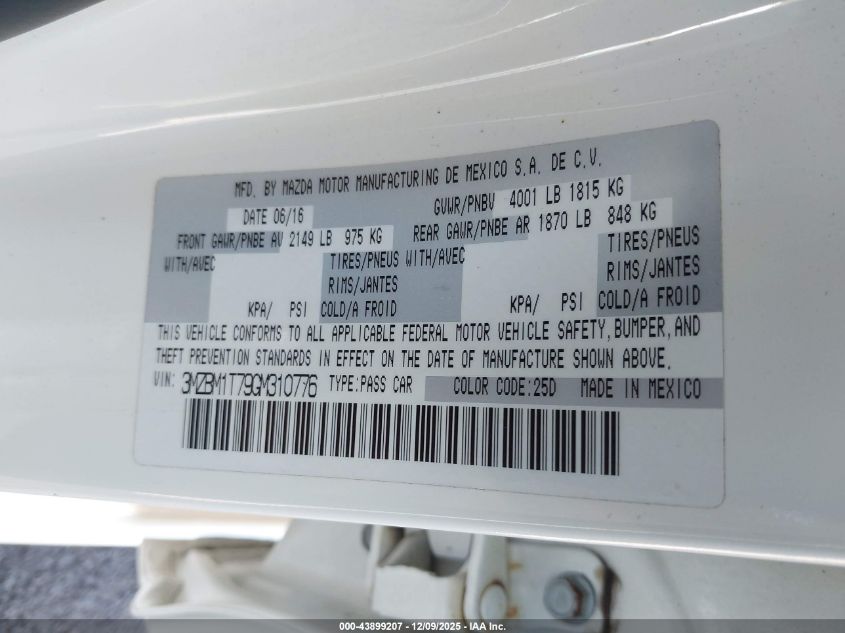 MFD. BY MAZDA MOTOR MANUFACTURING DE MEXICO S.A. DE C.V.
DATE 06/16 GVWR/PNBV 4001 LB 1815 KG
FRONT GAWR/PNBE AV 2149 LB 975 KG REAR GAWR/PNBE AR 1870 LB 848 KG
WITH/AVEC TIRES/PNEUS WITH/AVEC TIRES/PNEUS
RIMS/JANTES RIMS/JANTES
KPA/ PSI COLD/A FROID KPA/ PSI COLD/A FROID
THIS VEHICLE CONFORMS TO ALL APPLICABLE FEDERAL MOTOR VEHICLE SAFETY, BUMPER, AND
THEFT PREVENTION STANDARDS IN EFFECT ON THE DATE OF MANUFACTURE SHOWN ABOVE.
VIN: 3MZBM1T79GM310776 TYPE:PASS CAR COLOR CODE:25D MADE IN MEXICO
000-43899207 - 12/09/2025 - IAA Inc.